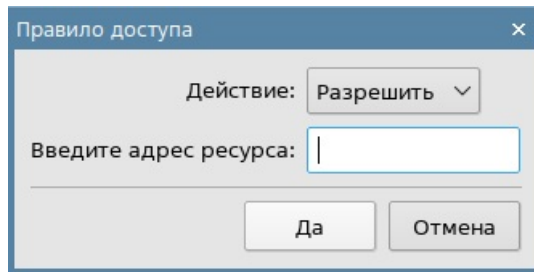 Правило доступа
Действие: Разрешить
Введите адрес ресурса:
Да Отмена